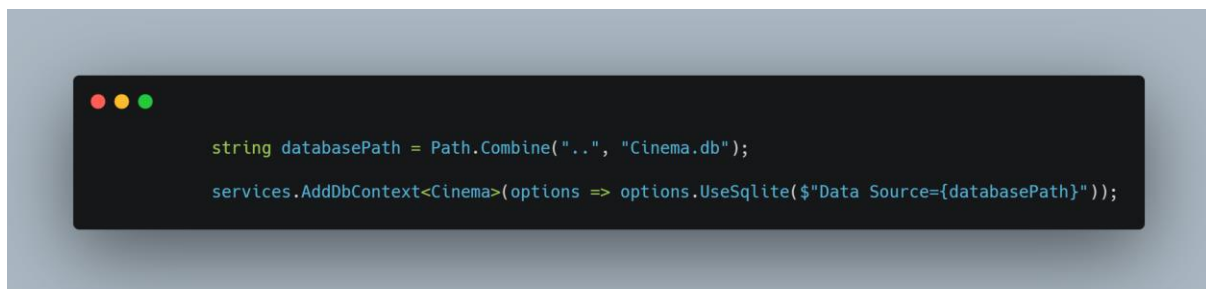 string databasePath = Path.Combine("..", "Cinema.db");
services.AddDbContext<Cinema>(options => options.UseSqlite($"Data Source={databasePath}"));